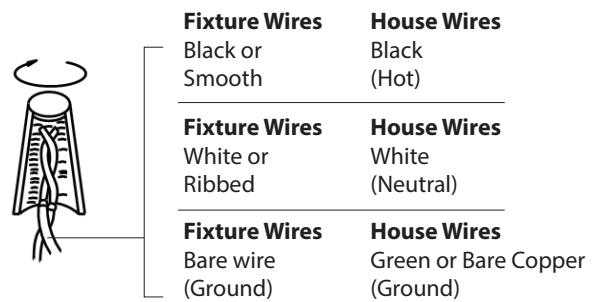 Fixture Wires House Wires
Black or Black
Smooth (Hot)
Fixture Wires House Wires
White or White
Ribbed (Neutral)
Fixture Wires House Wires
Bare wire Green or Bare Copper
(Ground) (Ground)